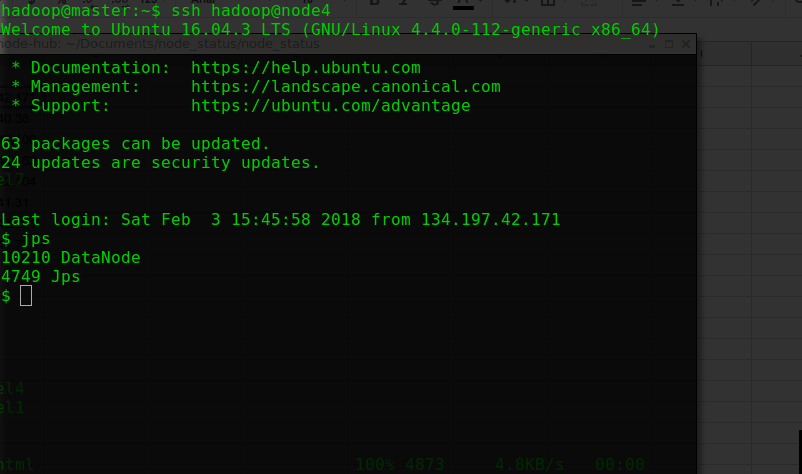 hadoop@master:~$ ssh hadoop@node4
Welcome to Ubuntu 16.04.3 LTS (GNU/Linux 4.4.0-112-generic x86_64)
node-hub: ~/Documents/node_status/node_status
* Documentation: https://help.ubuntu.com
* Management: https://landscape.canonical.com
* Support: https://ubuntu.com/advantage
63 packages can be updated.
24 updates are security updates.
el7
Last login: Sat Feb 3 15:45:58 2018 from 134.197.42.171
$ jps
10210 DataNode
4749 Jps
$
el4
el1
html 100% 4873 4.8KB/s 00:00